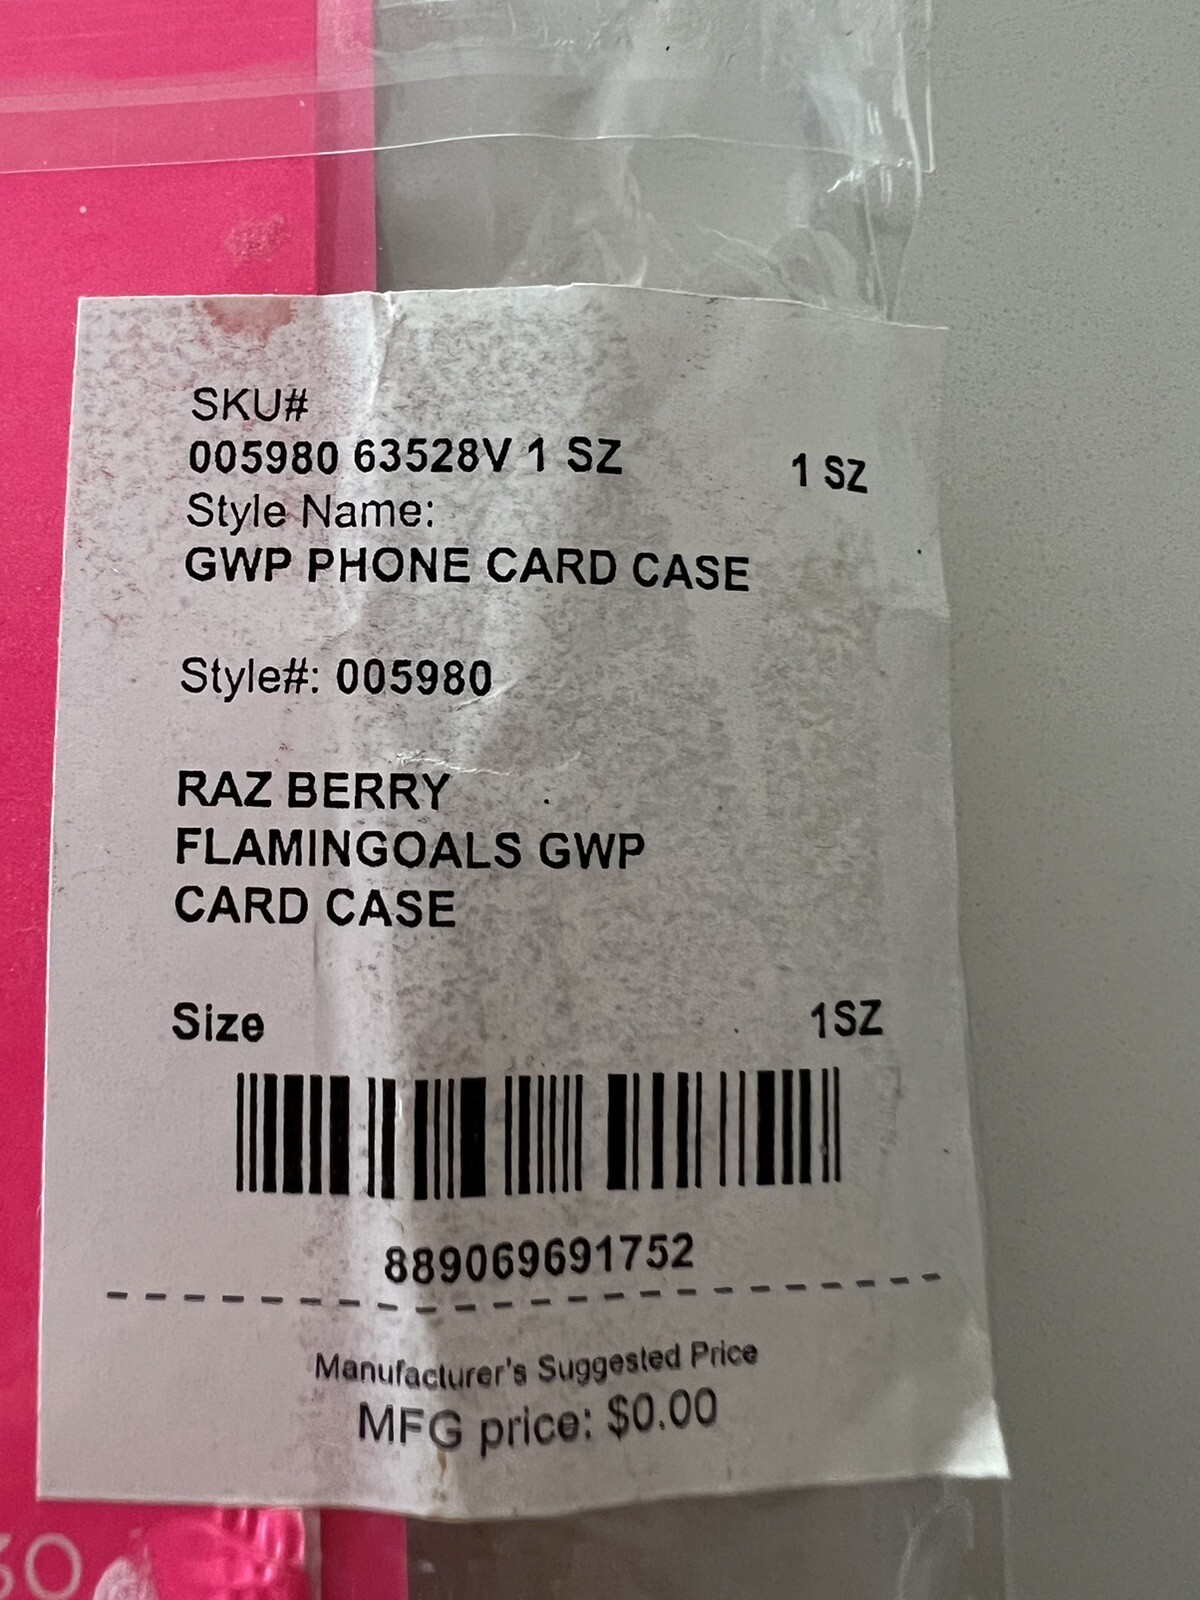 SKU#
005980 63528V 1 SZ 1 SZ
Style Name:
GWP PHONE CARD CASE
Style#: 005980
RAZ BERRY
FLAMINGOALS GWP
CARD CASE
Size 1SZ
889069691752
Manufacturer's Suggested Price
MFG price: $0.00